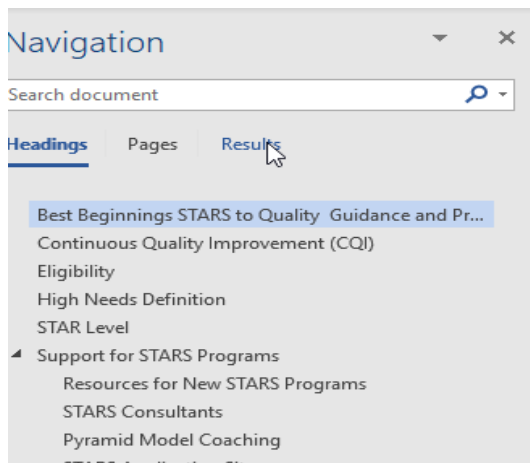 Navigation
Search document
Headings Pages Results
Best Beginnings STARS to Quality  Guidance and Pr...
Continuous Quality Improvement (CQI)
Eligibility
High Needs Definition
STAR Level
Support for STARS Programs
Resources for New STARS Programs
STARS Consultants
Pyramid Model Coaching